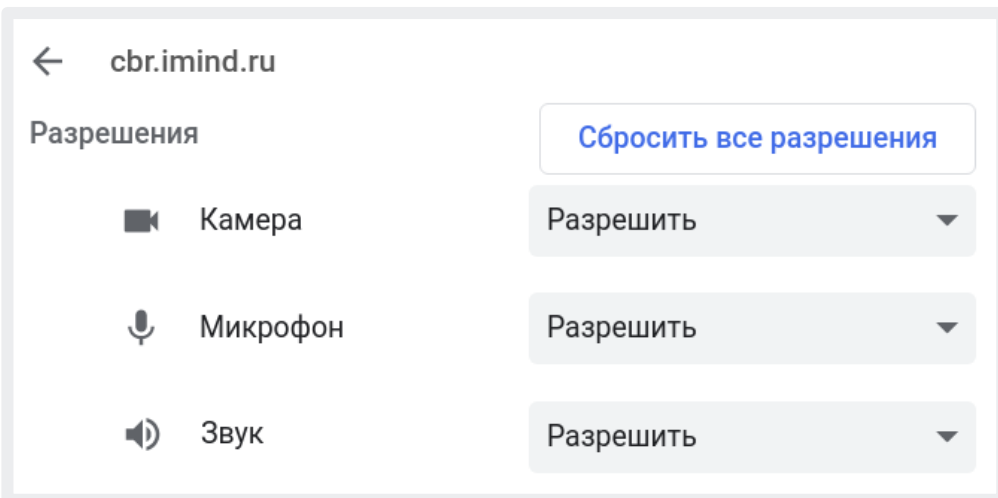 cbr.imind.ru
Разрешения
Сбросить все разрешения
Камера Разрешить
Микрофон Разрешить
Звук Разрешить